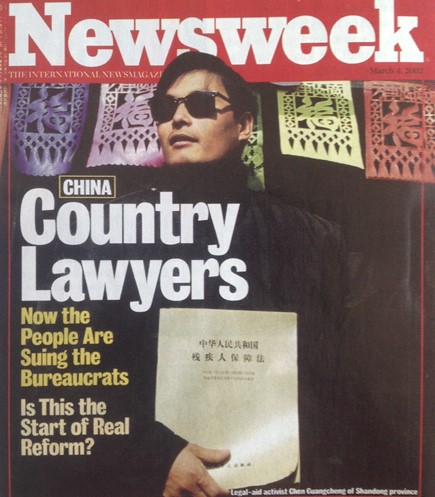 Newsweek
THE INTERNATIONAL NEWSMAGAZI
March 4, 2002
CHINA
Country
Lawyers
Now the
People Are
Suing the
Bureaucrats
Is This the
Start of Real
Reform?
中华人民共和国
残疾人保障法
Legal-aid activist Chen Guangcheng of Shandong province